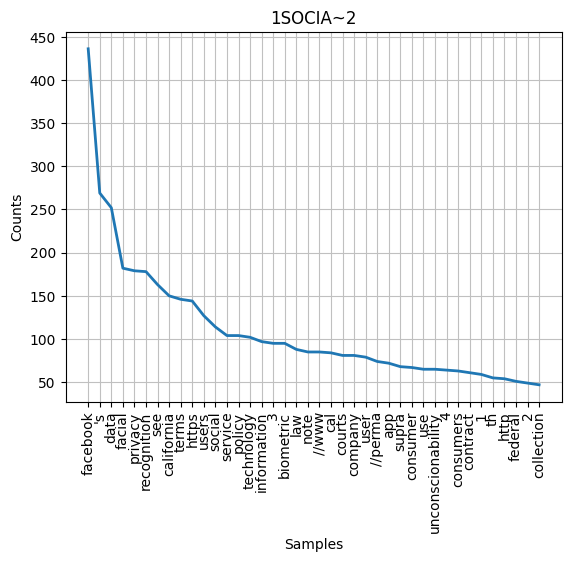 1SOCIA~2
450
400
350
300
250
200
150
100
50
Counts
facebook
's
data
facial
privacy
recognition
see
california
terms
https
users
social
service
policy
technology
information
3
biometric
law
note
//www
cal
courts
company
user
//perma
app
supra
consumer
use
unconscionability
4
consumers
contract
1
th
http
federal
2
collection
Samples